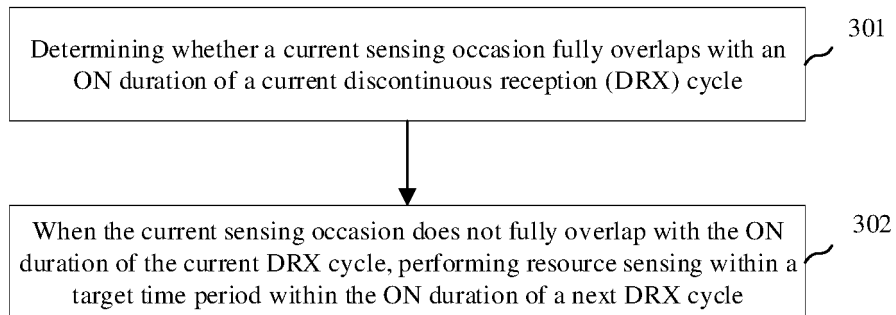 Determining whether a current sensing occasion fully overlaps with an
ON duration of a current discontinuous reception (DRX) cycle
301
When the current sensing occasion does not fully overlap with the ON
duration of the current DRX cycle, performing resource sensing within a
target time period within the ON duration of a next DRX cycle
302